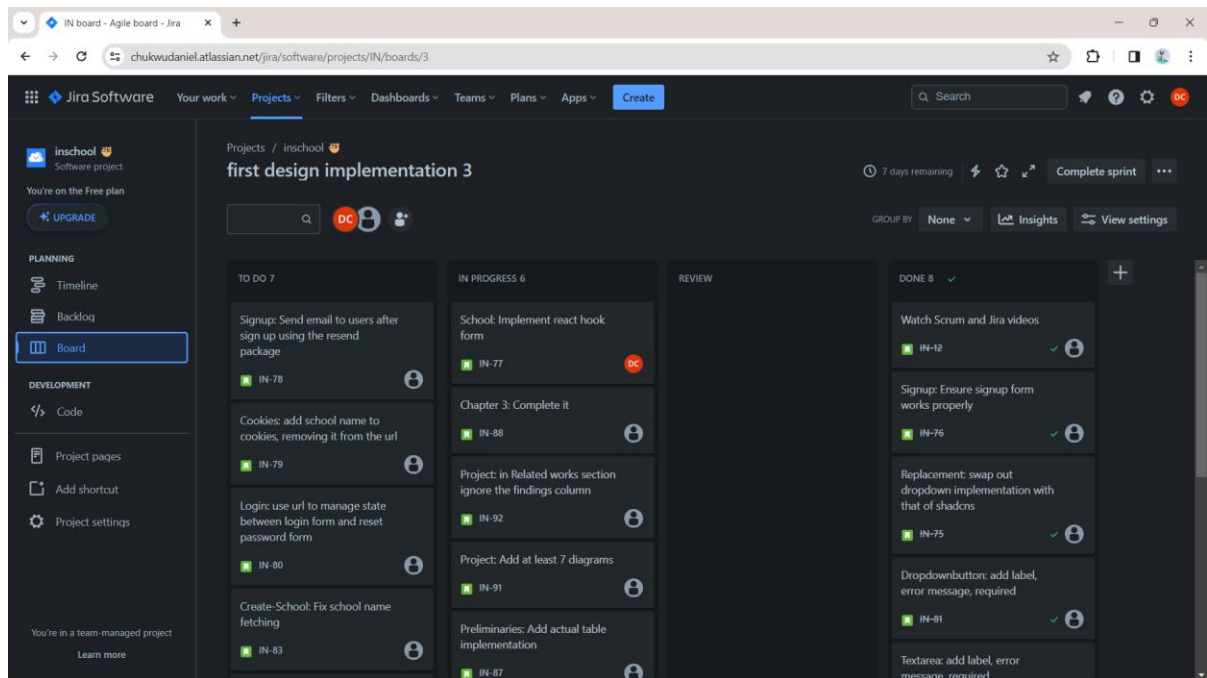 IN board - Agile board - Jira
chukwudaniel.atlassian.net/jira/software/projects/IN/boards/3
Jira Software Your work Projects Filters Dashboards Teams Plans Apps Create Search DC
inschool
Software project
You're on the Free plan
UPGRADE
PLANNING
Timeline
Backlog
Board
DEVELOPMENT
Code
Project pages
Add shortcut
Project settings
You're in a team-managed project
Learn more
Projects / inschool
first design implementation 3
7 days remaining Complete sprint
DC
GROUP BY None Insights View settings
TO DO 7
Signup: Send email to users after
sign up using the resend
package
IN-78
Cookies: add school name to
cookies, removing it from the url
IN-79
Login: use url to manage state
between login form and reset
password form
IN-80
Create-School: Fix school name
fetching
IN-83
IN PROGRESS 6
School: Implement react hook
form
IN-77 DC
Chapter 3: Complete it
IN-88
Project: in Related works section
ignore the findings column
IN-92
Project: Add at least 7 diagrams
IN-91
Preliminaries: Add actual table
implementation
IN-87
REVIEW
DONE 8
Watch Scrum and Jira videos
IN-12
Signup: Ensure signup form
works properly
IN-76
Replacement: swap out
dropdown implementation with
that of shadcns
IN-75
Dropdownbutton: add label,
error message, required
IN-81
Textarea: add label, error
message, required